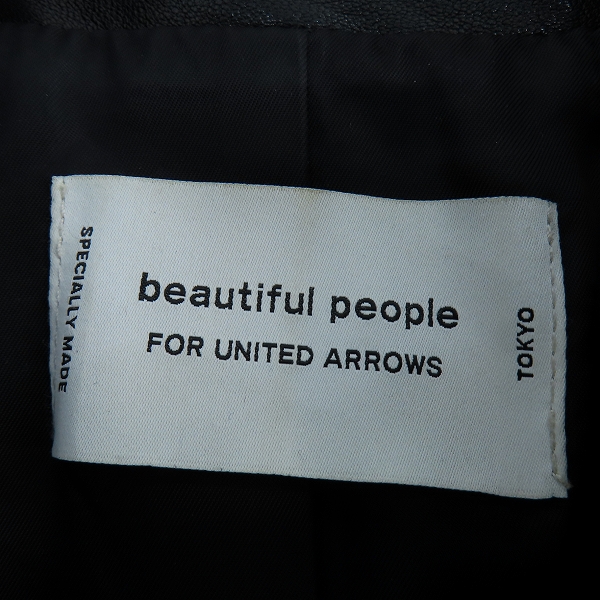 SPECIALLY MADE
beautiful people
FOR UNITED ARROWS
TOKYO